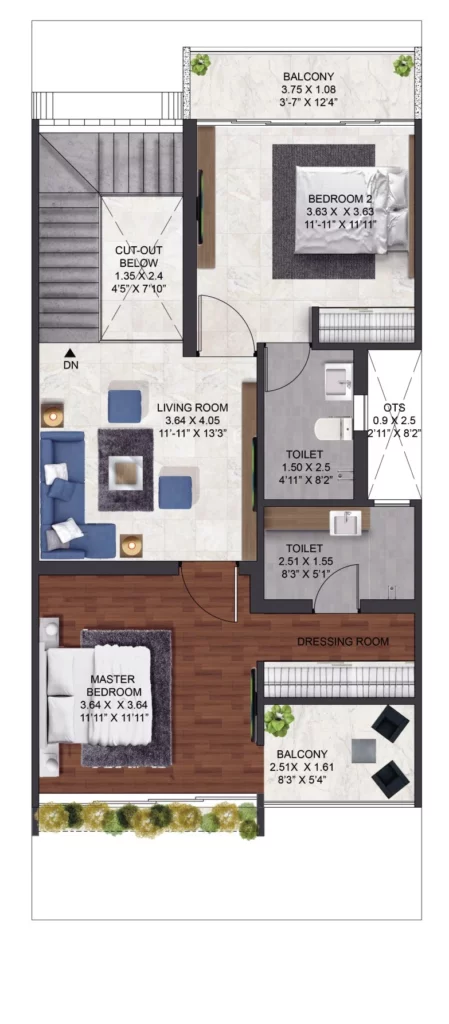 BALCONY
3.75 X 1.08
3'-7" X 12'4"
BEDROOM 2
3.63 X X 3.63
11'-11" X 11'11"
CUT-OUT
BELOW
1.35 X 2.4
4'5" X 7'10"
DN
LIVING ROOM
3.64 X 4.05
11'-11" X 13'3"
OTS
0.9 X 2.5
2'11" X 8'2"
TOILET
1.50 X 2.5
4'11" X 8'2"
TOILET
2.51 X 1.55
8'3" X 5'1"
DRESSING ROOM
MASTER
BEDROOM
3.64 X X 3.64
11'11" X 11'11"
BALCONY
2.51X X 1.61
8'3" X 5'4"